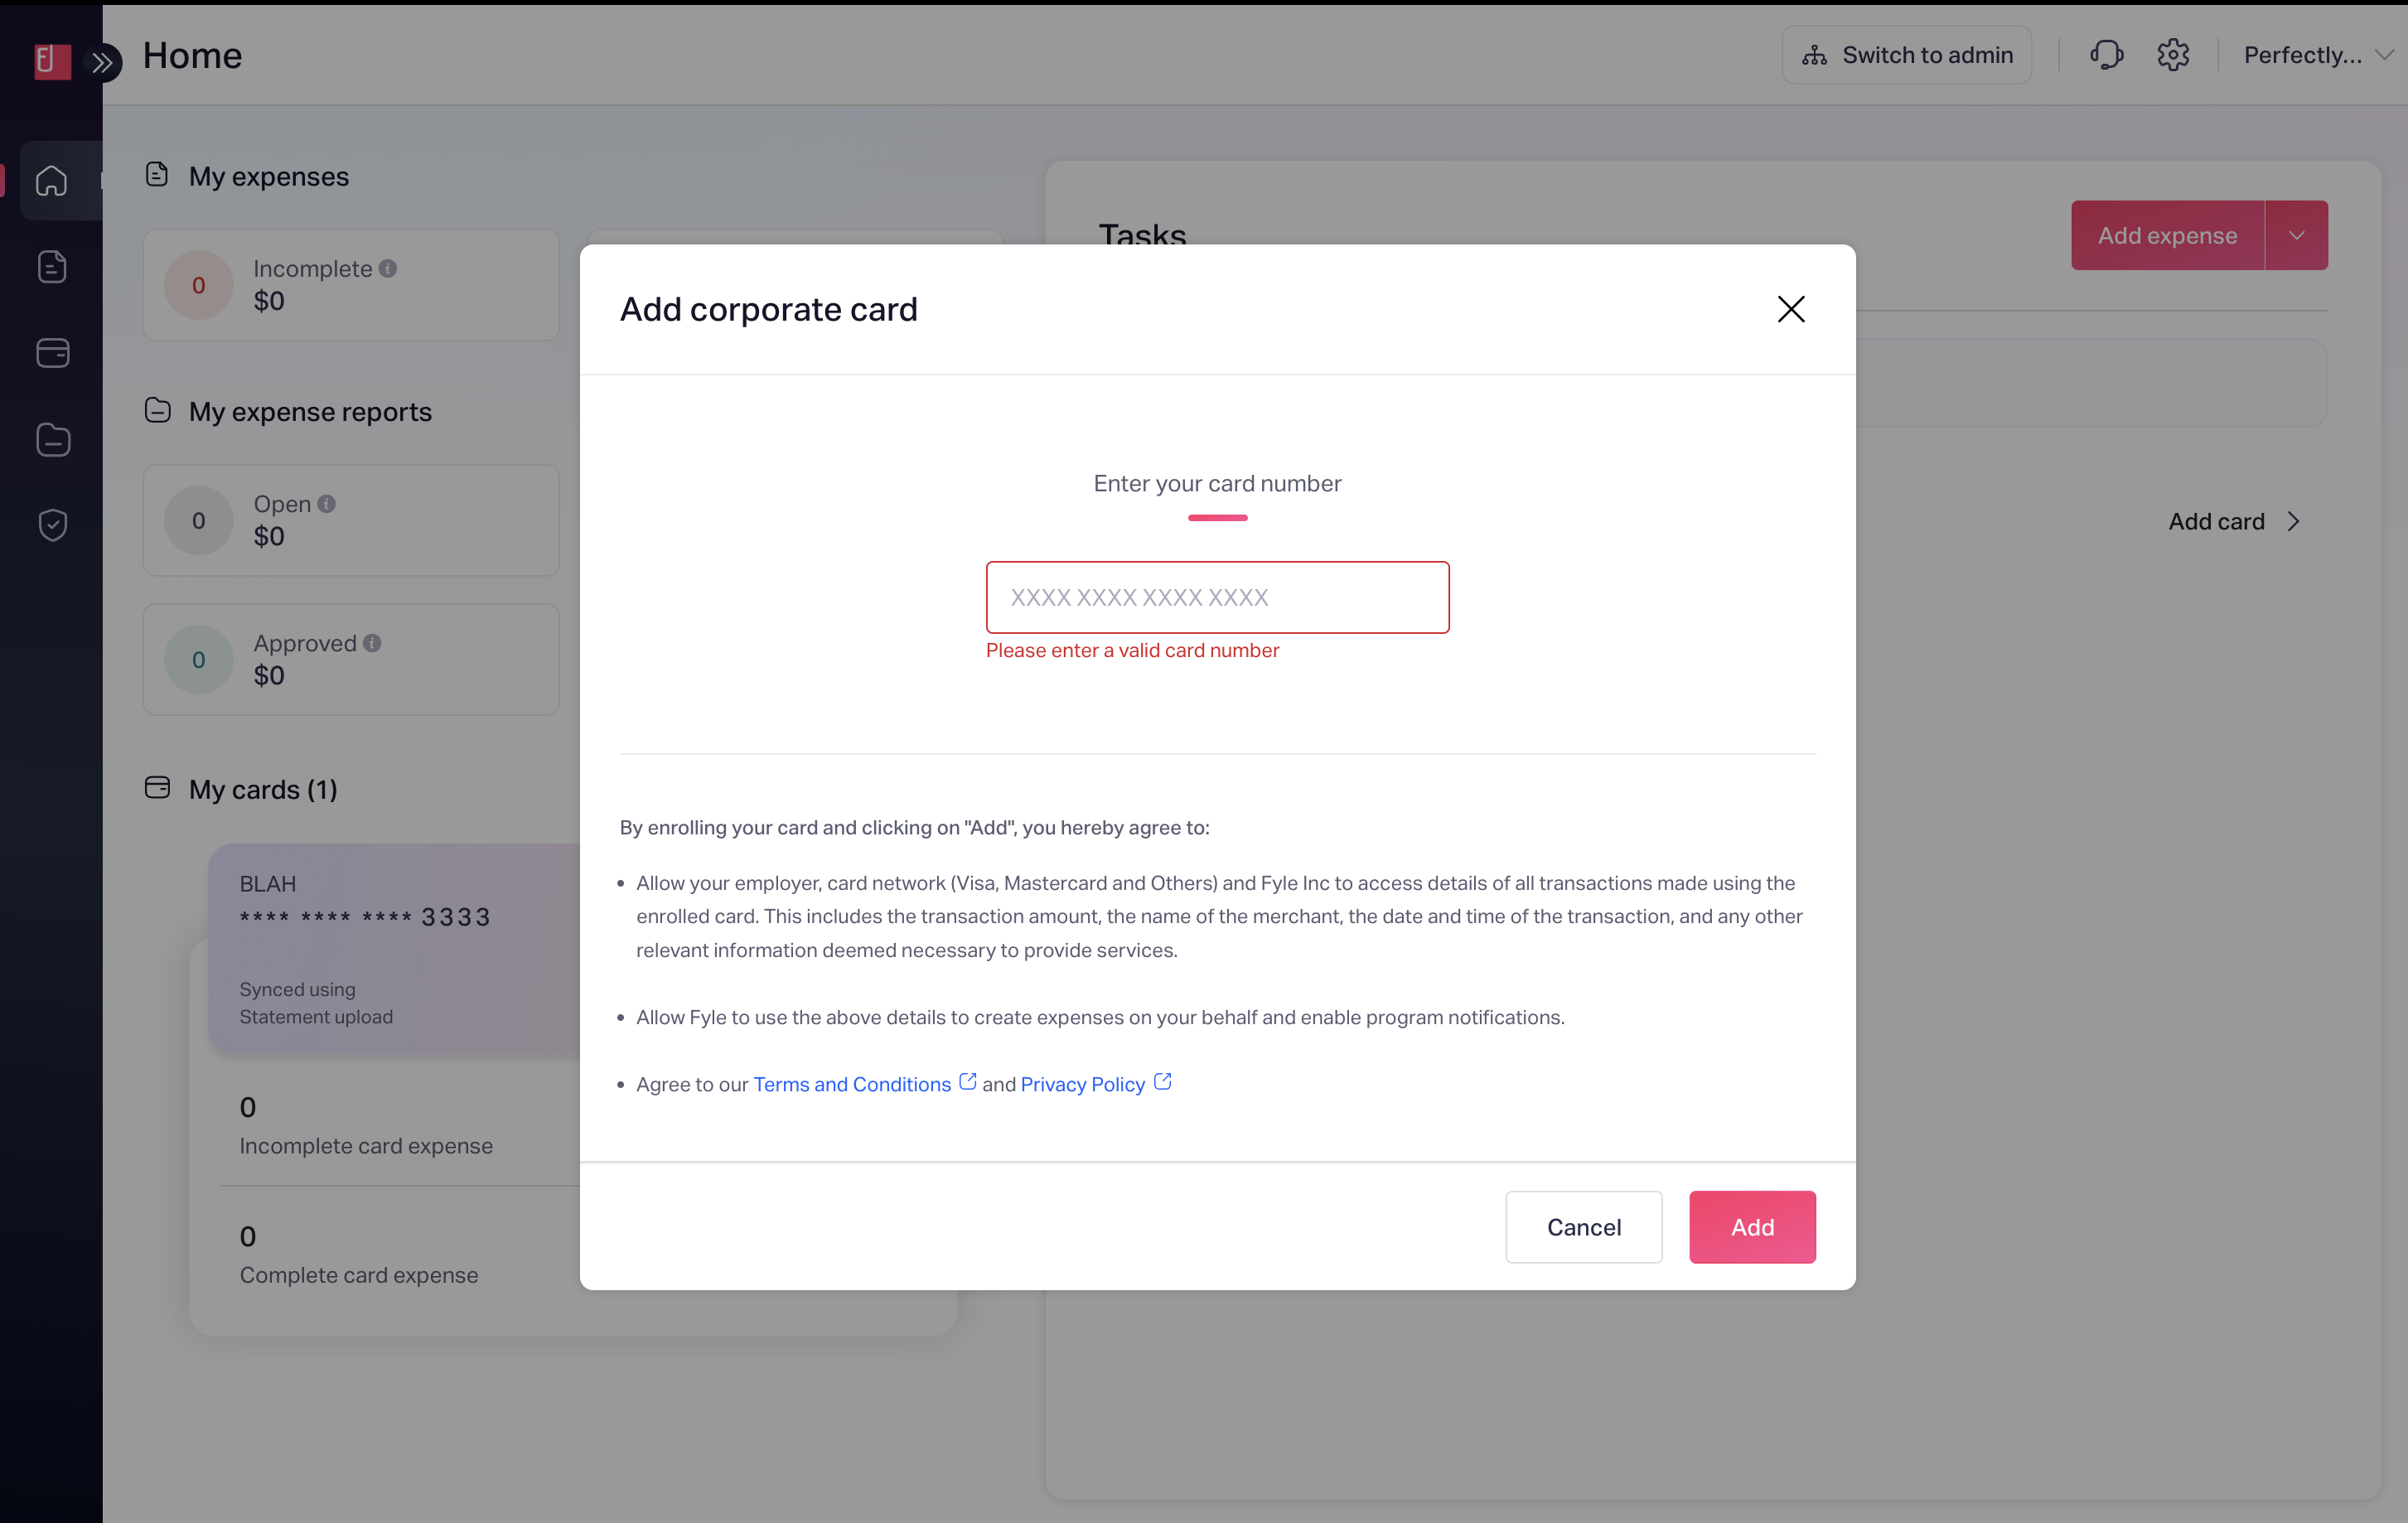 Home
Switch to admin
Perfectly...
My expenses
0
Incomplete
$0
My expense reports
0
Open
$0
0
Approved
$0
My cards (1)
BLAH
**** **** **** 3333
Synced using
Statement upload
0
Incomplete card expense
0
Complete card expense
Tasks
Add expense
Add card
Add corporate card
Enter your card number
XXXX XXXX XXXX XXXX
Please enter a valid card number
By enrolling your card and clicking on "Add", you hereby agree to:
• Allow your employer, card network (Visa, Mastercard and Others) and Fyle Inc to access details of all transactions made using the
enrolled card. This includes the transaction amount, the name of the merchant, the date and time of the transaction, and any other
relevant information deemed necessary to provide services.
• Allow Fyle to use the above details to create expenses on your behalf and enable program notifications.
• Agree to our Terms and Conditions and Privacy Policy
Cancel
Add